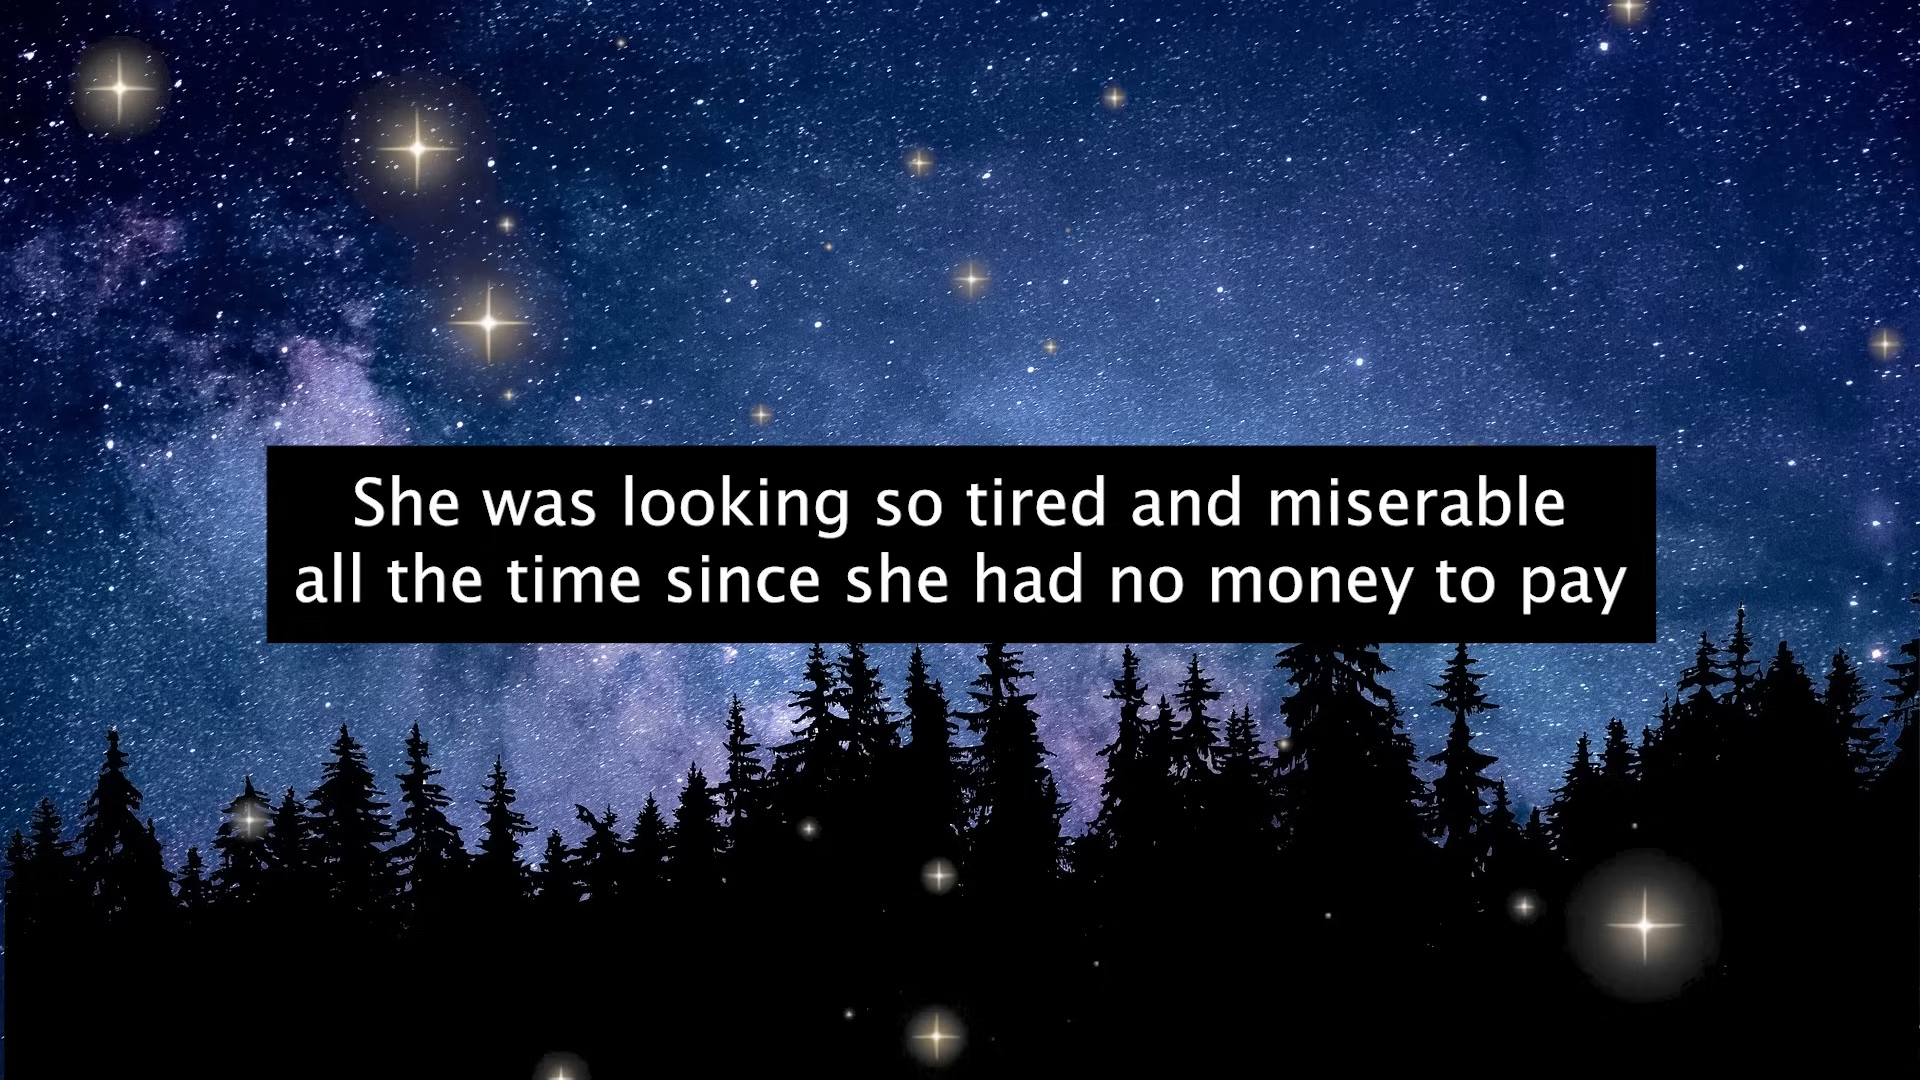 She was looking so tired and miserable
all the time since she had no money to pay